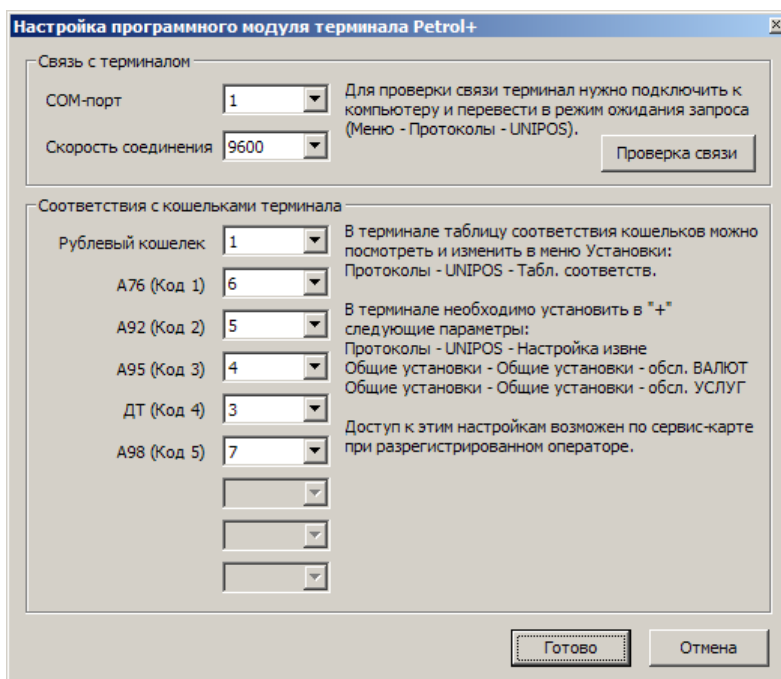 Настройка программного модуля терминала Petrol+
Связь с терминалом
COM-порт
1
Скорость соединения
9600
Для проверки связи терминал нужно подключить к
компьютеру и перевести в режим ожидания запроса
(Меню - Протоколы - UNIPOS).
Проверка связи
Соответствия с кошельками терминала
Рублевый кошелек
1
А76 (Код 1)
6
А92 (Код 2)
5
А95 (Код 3)
4
ДТ (Код 4)
3
А98 (Код 5)
7
В терминале таблицу соответствия кошельков можно
посмотреть и изменить в меню Установки:
Протоколы - UNIPOS - Табл. соответств.
В терминале необходимо установить в "+"
следующие параметры:
Протоколы - UNIPOS - Настройка извне
Общие установки - Общие установки - обсл. ВАЛЮТ
Общие установки - Общие установки - обсл. УСЛУГ
Доступ к этим настройкам возможен по сервис-карте
при разрегистрированном операторе.
Готово
Отмена